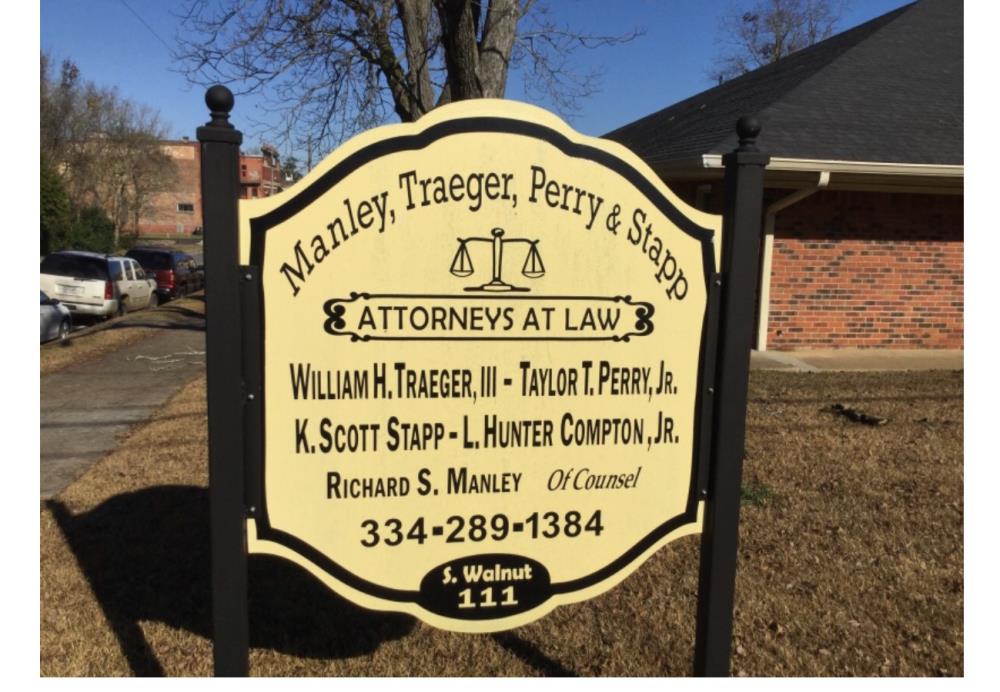 Manley, Traeger, Perry & Stapp
ATTORNEYS AT LAW
WILLIAM H. TRAEGER, III - TAYLOR T. PERRY, JR.
K. SCOTT STAPP - L. HUNTER COMPTON, JR.
RICHARD S. MANLEY Of Counsel
334-289-1384
S. Walnut
111